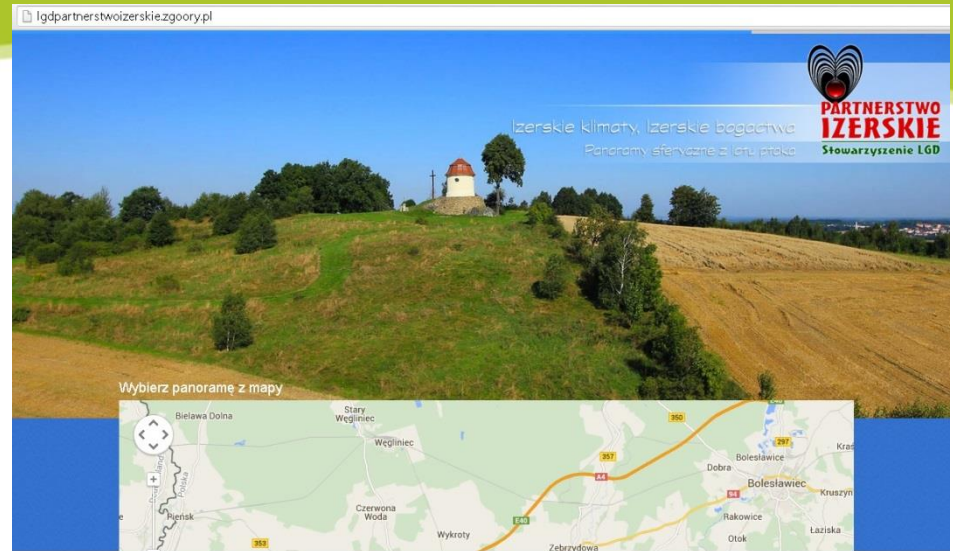 lgdpartnerstwoizerskie.zgoory.pl
PARTNERSTWO
IZERSKIE
Stowarzyszenie LGD
Izerskie klimaty, Izerskie bogactwa
Panoramy sferyczne z lotu ptaka
Wybierz panoramę z mapy
Bielawa Dolna
Stary
Węgliniec
Węgliniec
Polska
Pieńsk
Czerwona
Woda
Wykroty
Zebrzydowa
353
E40
A4
357
350
297
94
Bolesławice
Dobra
Bolesławiec
Kruszyn
Rakowice
Otok
Łaziska